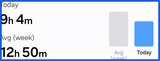 Today
9h 4m
Avg (week)
12h 50m
Avg
(week)
Today